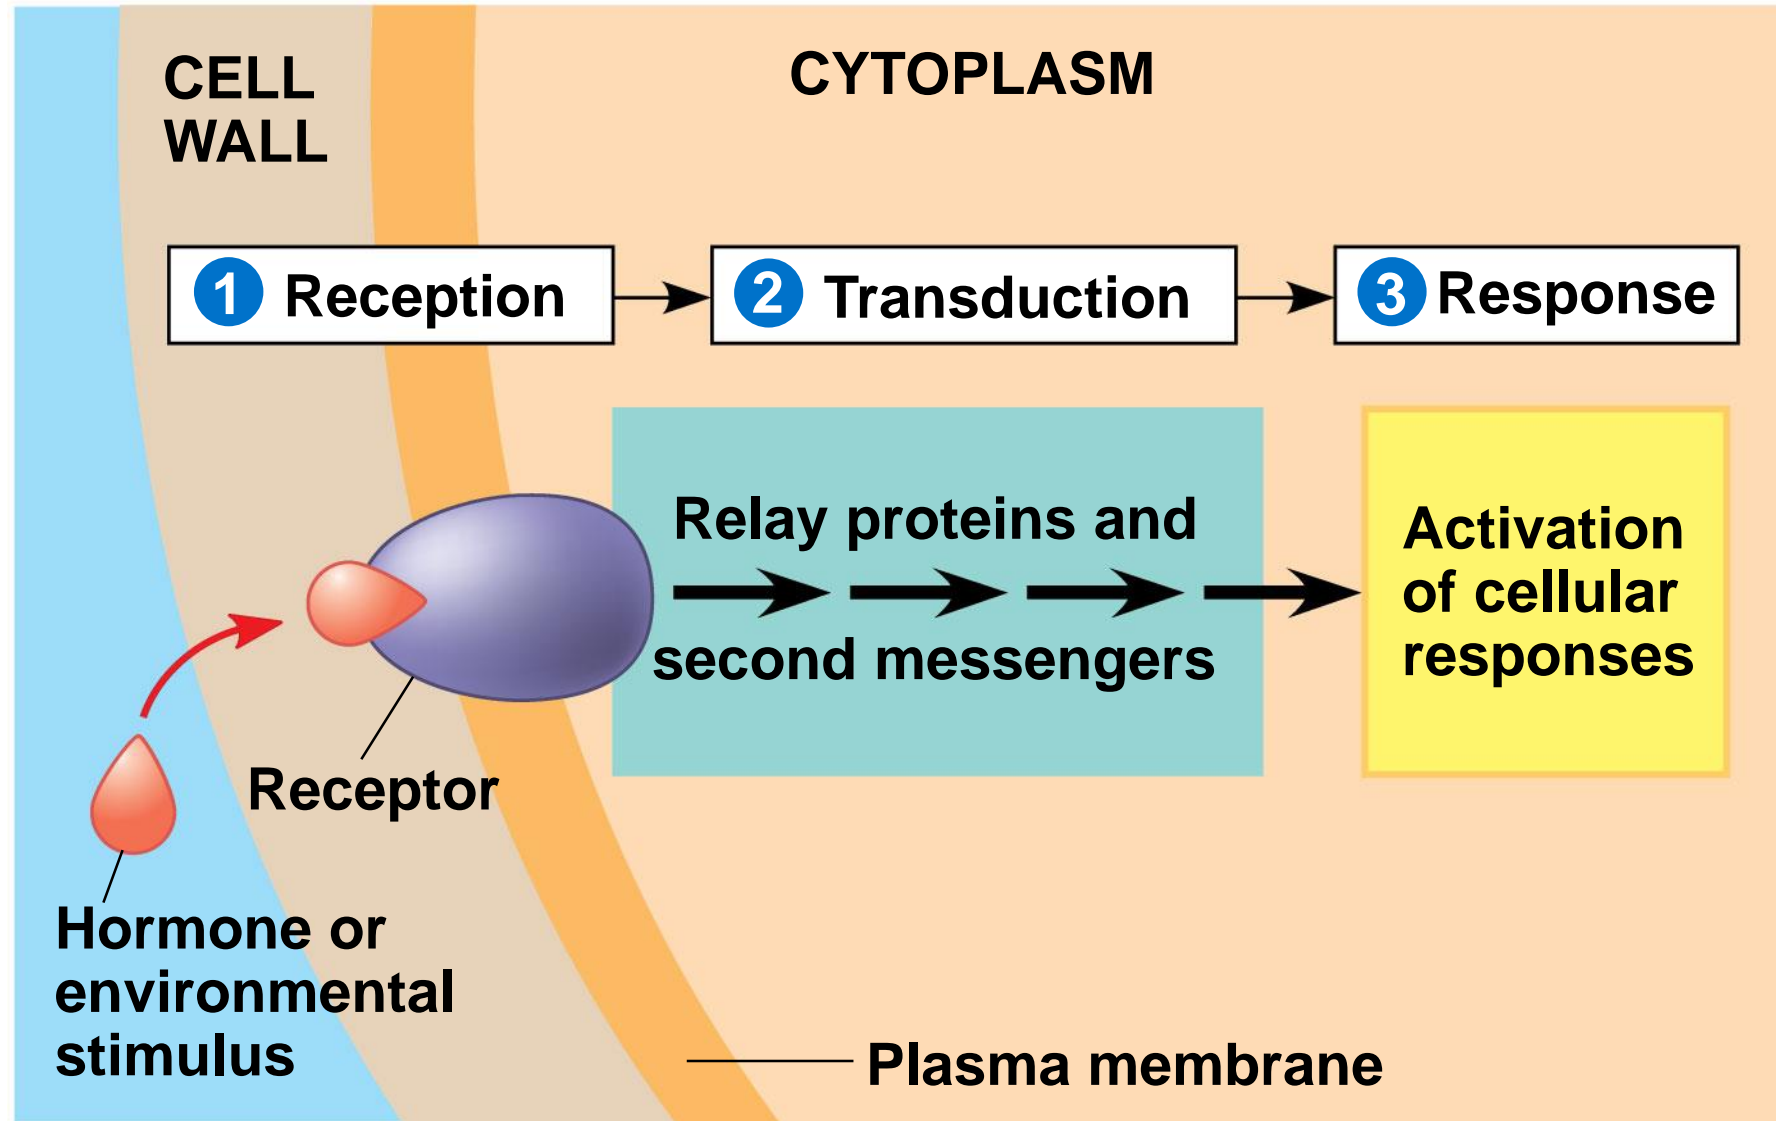 CELL
WALL
CYTOPLASM
1 Reception
2 Transduction
3 Response
Relay proteins and
second messengers
Activation
of cellular
responses
Receptor
Hormone or
environmental
stimulus
Plasma membrane